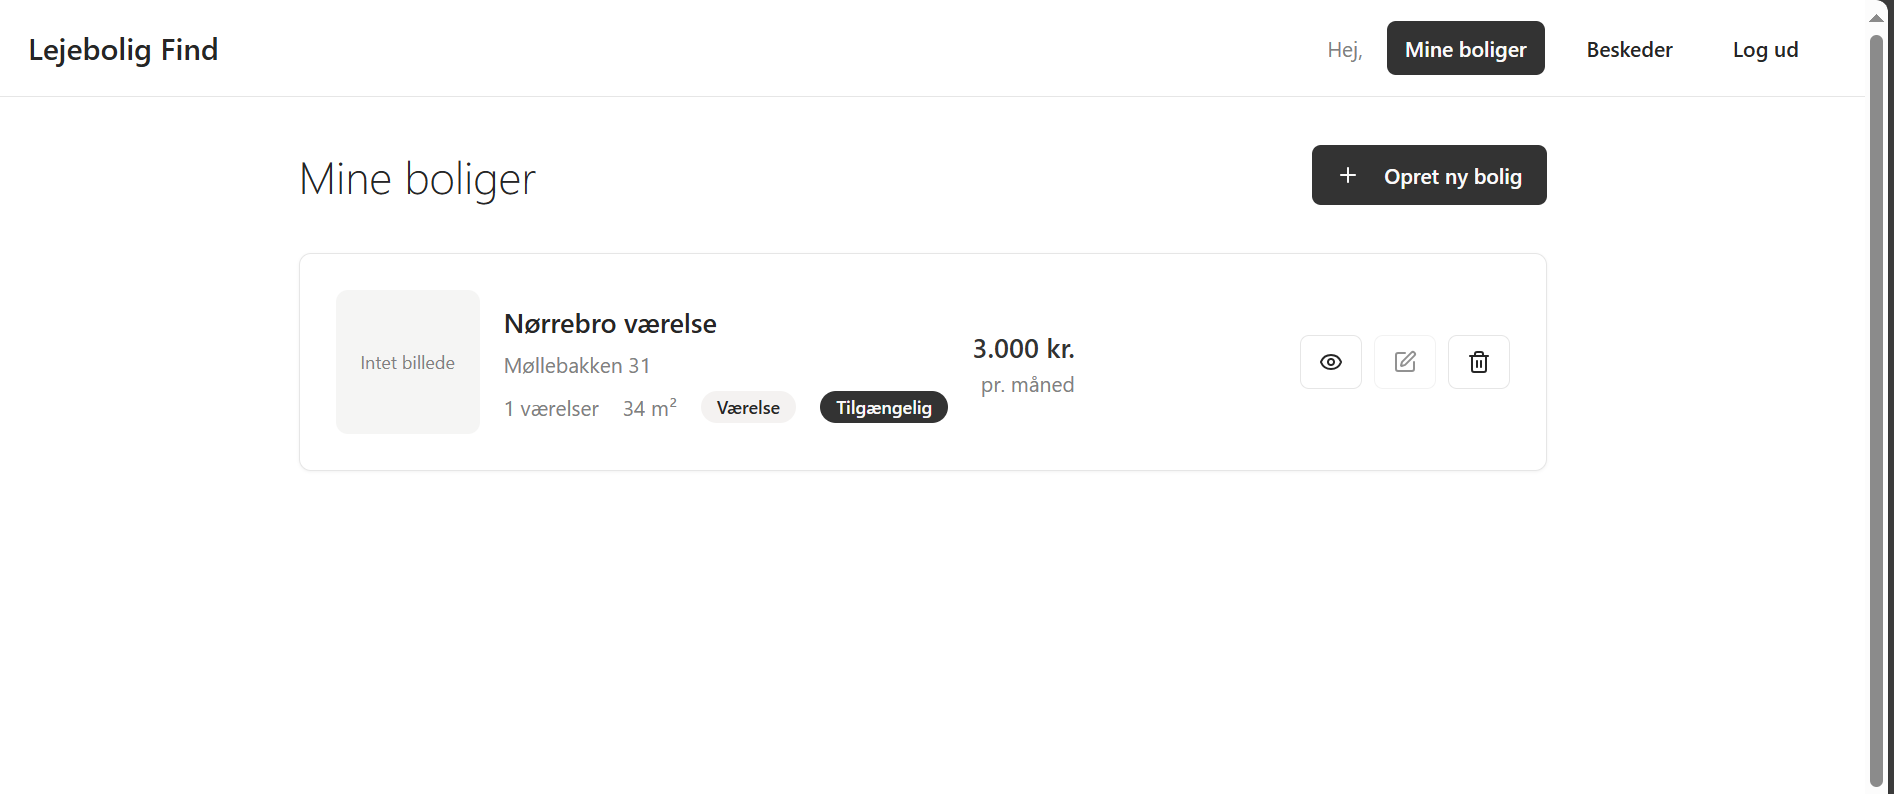 Lejebolig Find
Hej,
Mine boliger
Beskeder
Log ud
Mine boliger
Opret ny bolig
Intet billede
Nørrebro værelse
Møllebakken 31
1 værelser 34 m² Værelse Tilgængelig
3.000 kr.
pr. måned